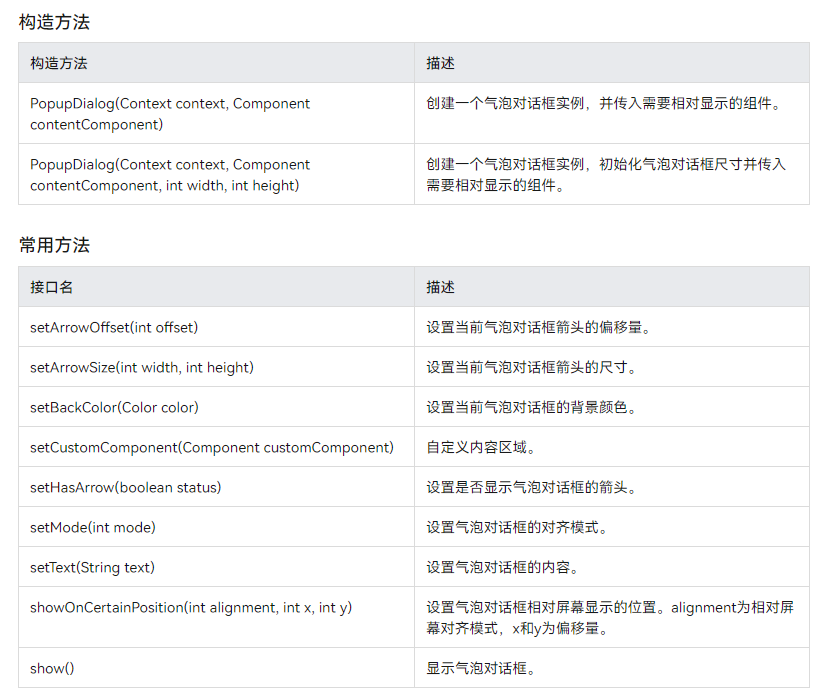 构造方法
构造方法 描述
PopupDialog(Context context, Component 创建一个气泡对话框实例，并传入需要相对显示的组件。
contentComponent)
PopupDialog(Context context, Component 创建一个气泡对话框实例，初始化气泡对话框尺寸并传入
contentComponent, int width, int height) 需要相对显示的组件。
常用方法
接口名 描述
setArrowOffset(int offset) 设置当前气泡对话框箭头的偏移量。
setArrowSize(int width, int height) 设置当前气泡对话框箭头的尺寸。
setBackColor(Color color) 设置当前气泡对话框的背景颜色。
setCustomComponent(Component customComponent) 自定义内容区域。
setHasArrow(boolean status) 设置是否显示气泡对话框的箭头。
setMode(int mode) 设置气泡对话框的对齐模式。
setText(String text) 设置气泡对话框的内容。
showOnCertainPosition(int alignment, int x, int y) 设置气泡对话框相对屏幕显示的位置。alignment为相对屏
幕对齐模式，x和y为偏移量。
show() 显示气泡对话框。